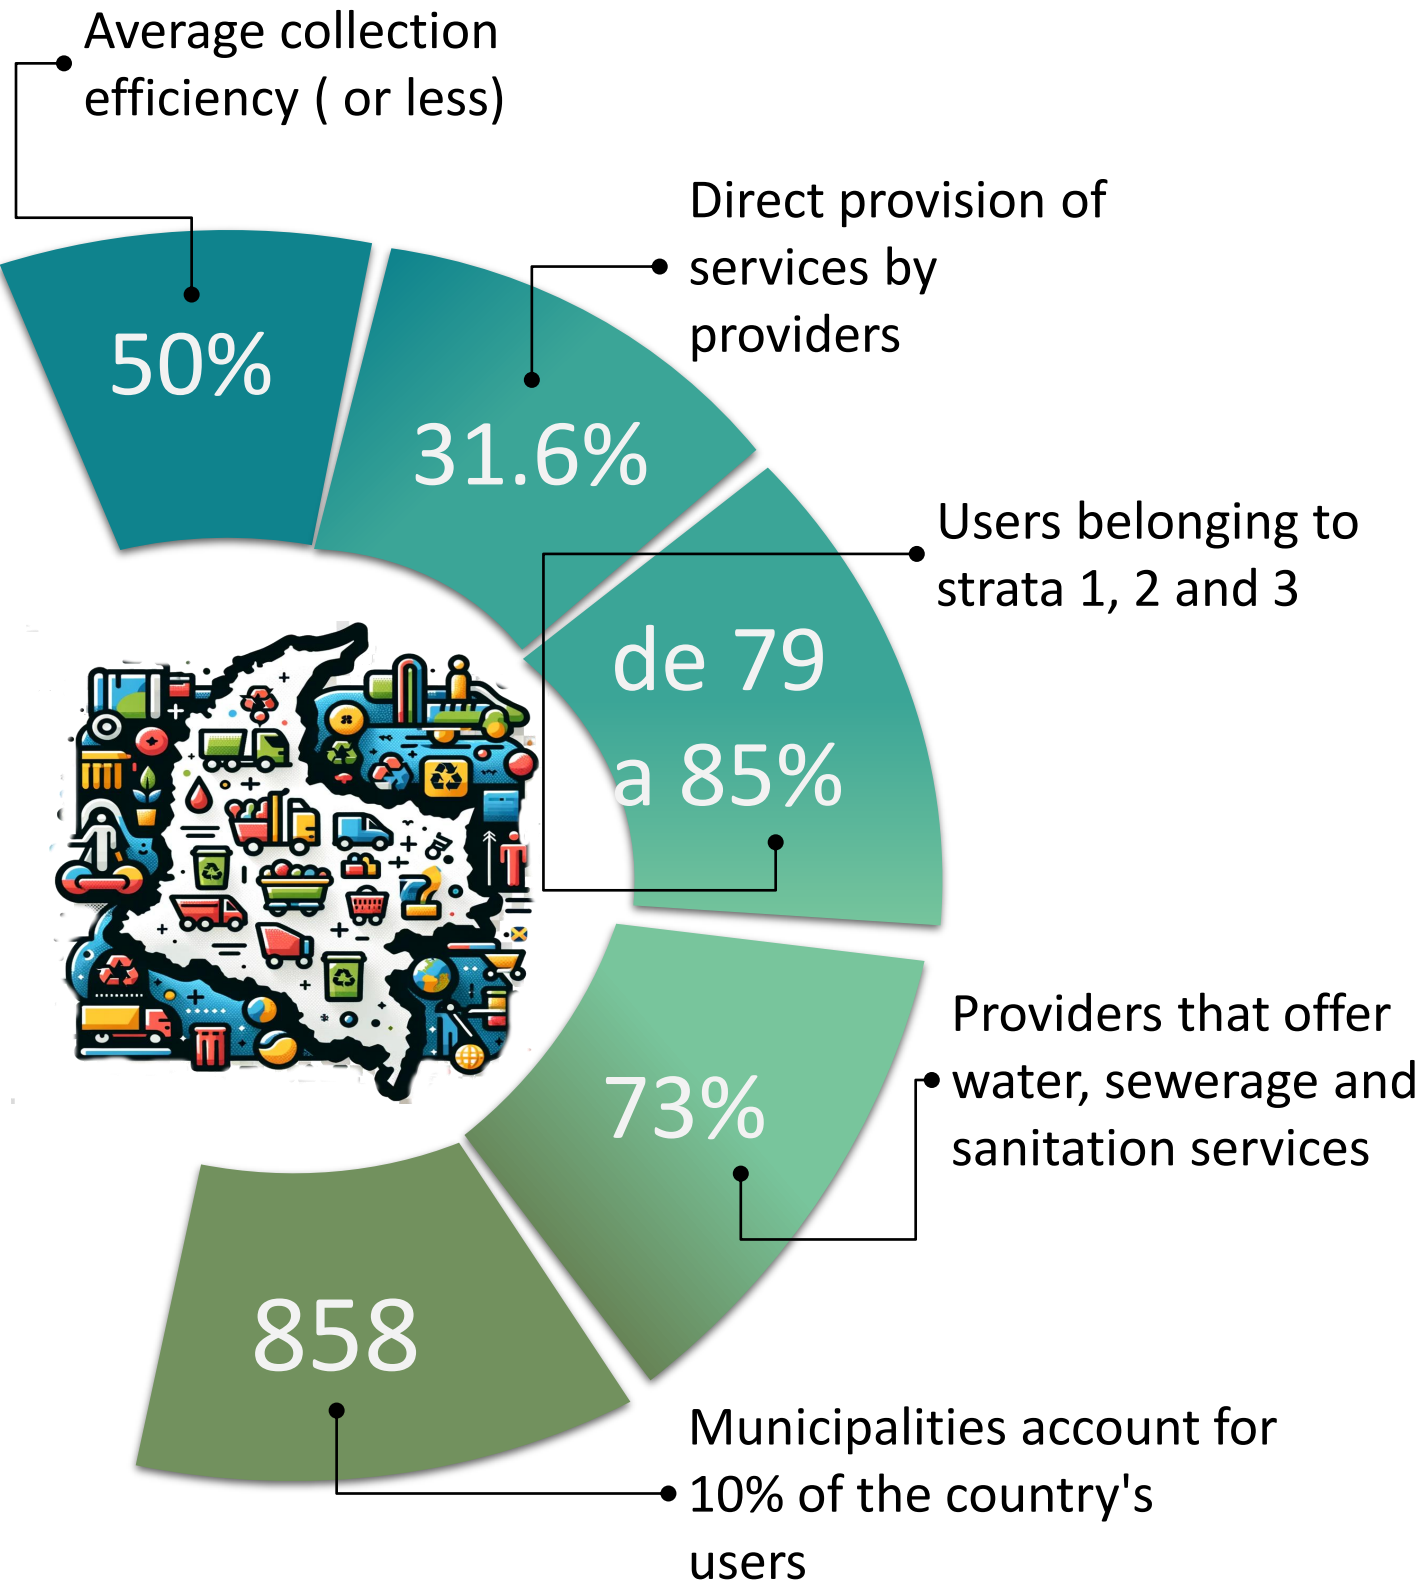 Average collection
efficiency ( or less)
50%
Direct provision of
services by
providers
31.6%
Users belonging to
strata 1, 2 and 3
de 79
a 85%
Providers that offer
water, sewerage and
sanitation services
73%
858
Municipalities account for
10% of the country's
users